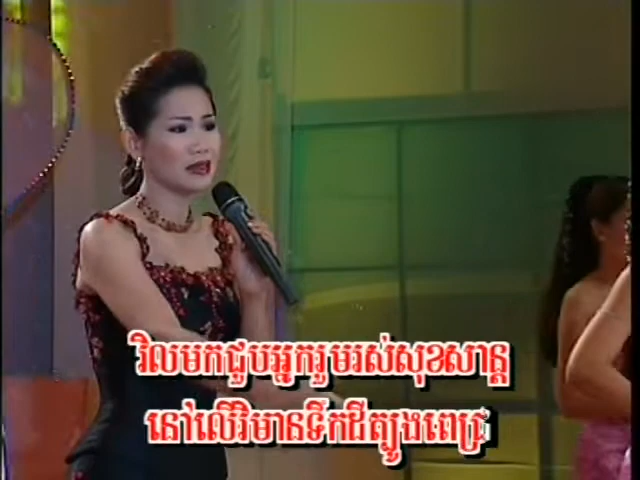 វិលមកជួបអ្នករួមរស់សុខសាន្ត
នៅលើវិមានទឹកដីត្បូងពេជ្រ